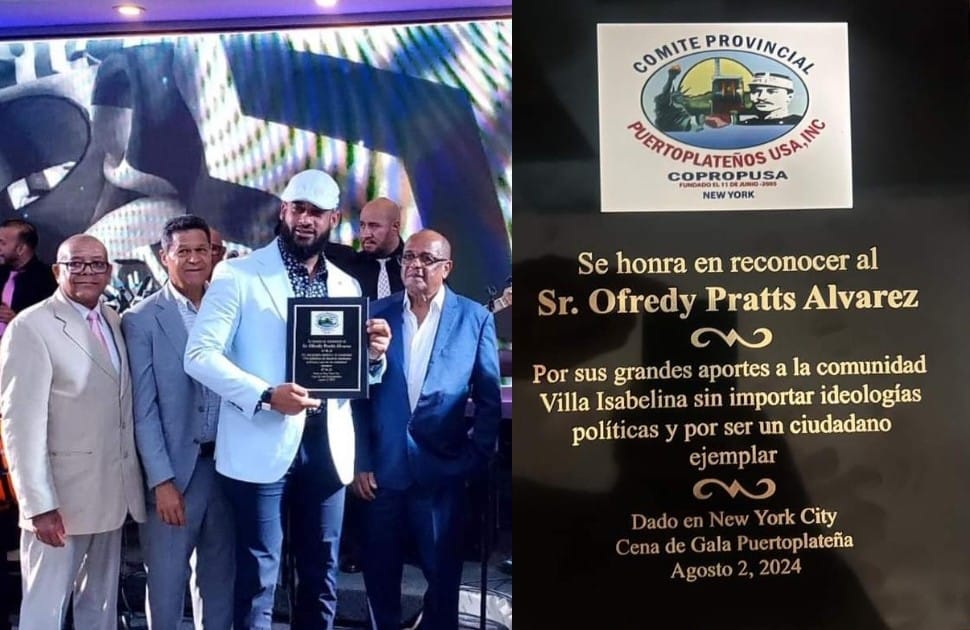 COMITE PROVINCIAL
PUERTOPLATEÑOS USA, INC
COPROPUSA
FUNDADO EL 11 DE JUNIO -2005
NEW YORK
Se honra en reconocer al
Sr. Ofredy Pratts Alvarez
Por sus grandes aportes a la comunidad
Villa Isabelina sin importar ideologías
políticas y por ser un ciudadano
ejemplar
Dado en New York City
Cena de Gala Puertoplateña
Agosto 2, 2024